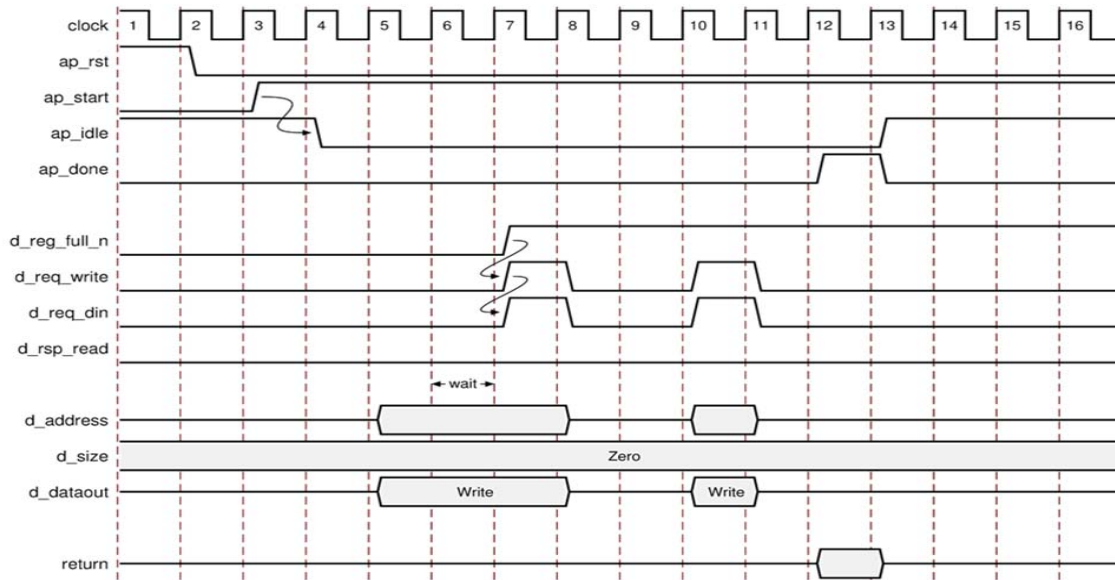 clock 1 2 3 4 5 6 7 8 9 10 11 12 13 14 15 16
ap_rst
ap_start
ap_idle
ap_done
d_reg_full_n
d_req_write
d_req_din
d_rsp_read
wait
d_address
d_size Zero
d_dataout Write Write
return